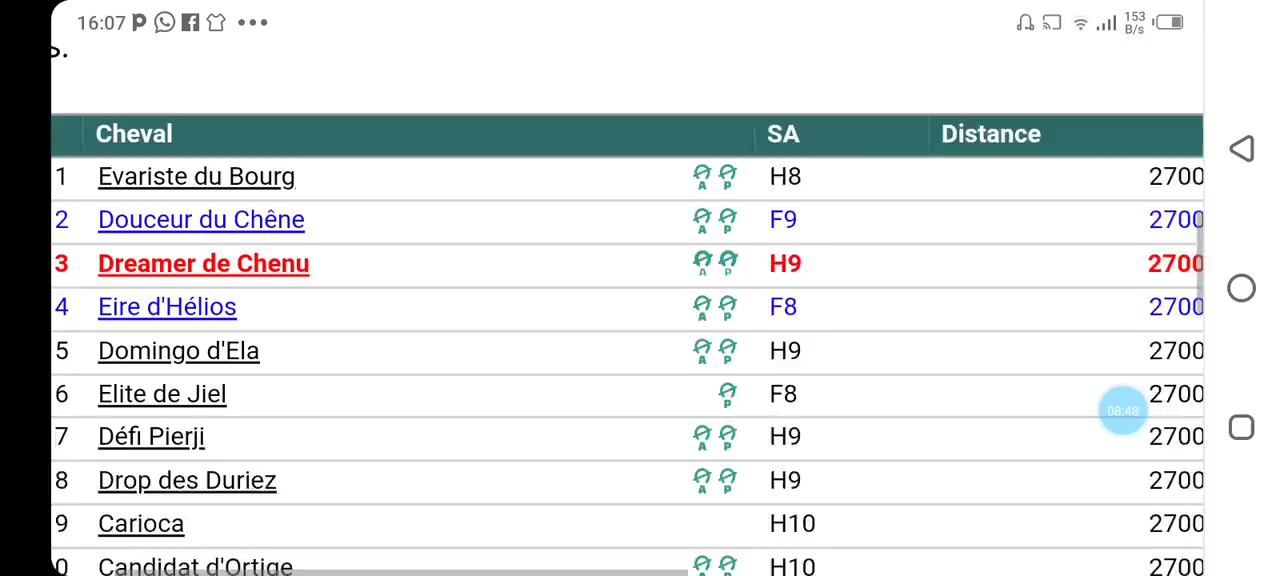 16:07 P
153
B/s
s.
Cheval SA Distance
1 Evariste du Bourg A P H8 2700
2 Douceur du Chêne A P F9 2700
3 Dreamer de Chenu A P H9 2700
4 Eire d'Hélios A P F8 2700
5 Domingo d'Ela A P H9 2700
6 Elite de Jiel P F8 2700
08:48
7 Défi Pierji A P H9 2700
8 Drop des Duriez A P H9 2700
9 Carioca H10 2700
0 Candidat d'Ortige H10 2700